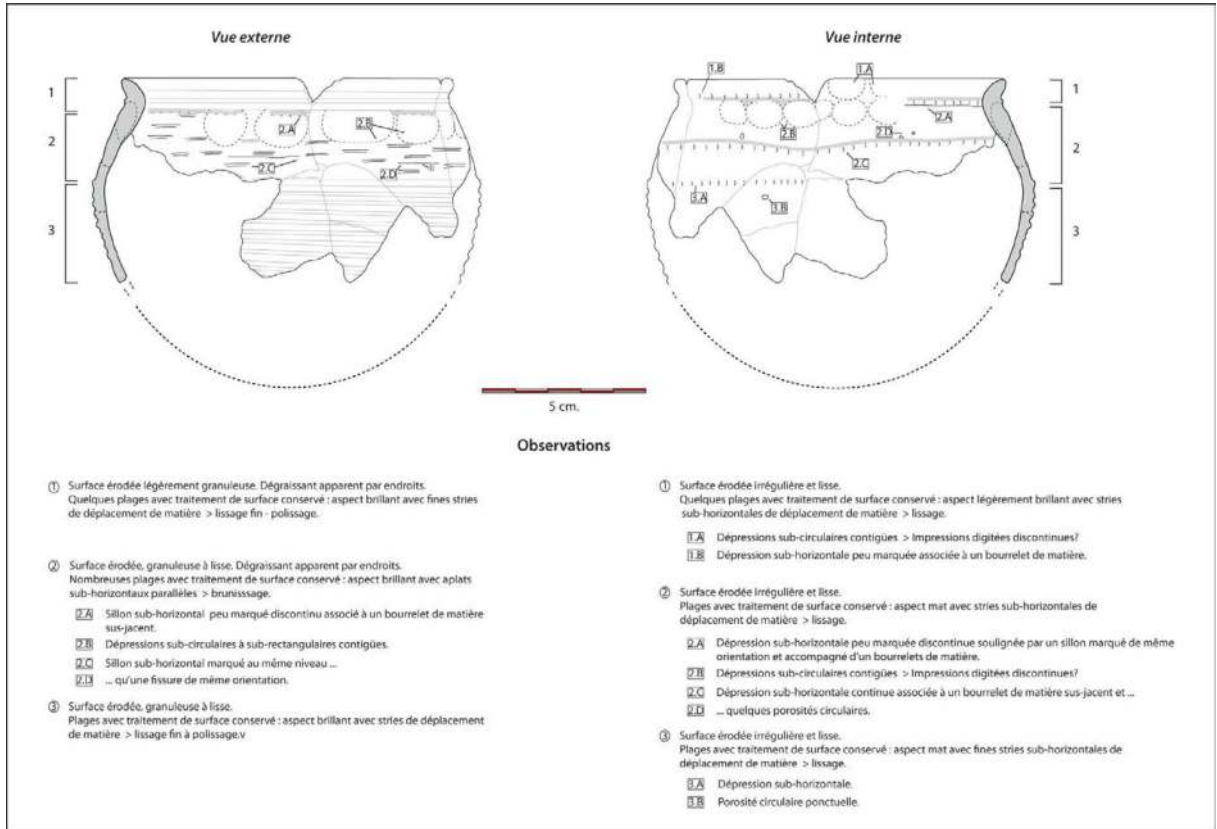 Vue externe
Vue interne
1
2
3
2.A
2.B
2.C
2.D
1.B
1.A
2.A
2.B
2.D
2.C
3.A
3.B
1
2
3
5 cm.
Observations
① Surface érodée légèrement granuleuse. Dégraissant apparent par endroits.
Quelques plages avec traitement de surface conservé : aspect brillant avec fines stries
de déplacement de matière > lissage fin - polissage.
② Surface érodée, granuleuse à lisse. Dégraissant apparent par endroits.
Nombreuses plages avec traitement de surface conservé : aspect brillant avec aplats
sub-horizontaux parallèles > brunisssage.
2.A Sillon sub-horizontal peu marqué discontinu associé à un bourrelet de matière
sus-jacent.
2.B Dépressions sub-circulaires à sub-rectangulaires contigües.
2.C Sillon sub-horizontal marqué au même niveau ...
2.D ... qu'une fissure de même orientation.
③ Surface érodée, granuleuse à lisse.
Plages avec traitement de surface conservé : aspect brillant avec stries de déplacement
de matière > lissage fin à polissage.v
① Surface érodée irrégulière et lisse.
Quelques plages avec traitement de surface conservé : aspect légèrement brillant avec stries
sub-horizontales de déplacement de matière > lissage.
1.A Dépressions sub-circulaires contigües > Impressions digitées discontinues?
1.B Dépression sub-horizontale peu marquée associée à un bourrelet de matière.
② Surface érodée irrégulière et lisse.
Plages avec traitement de surface conservé : aspect mat avec stries sub-horizontales de
déplacement de matière > lissage.
2.A Dépression sub-horizontale peu marquée discontinue soulignée par un sillon marqué de même
orientation et accompagné d'un bourrelets de matière.
2.B Dépressions sub-circulaires contigües > Impressions digitées discontinues?
2.C Dépression sub-horizontale continue associée à un bourrelet de matière sus-jacent et ...
2.D ... quelques porosités circulaires.
③ Surface érodée irrégulière et lisse.
Plages avec traitement de surface conservé : aspect mat avec fines stries sub-horizontales de
déplacement de matière > lissage.
3.A Dépression sub-horizontale.
3.B Porosité circulaire ponctuelle.